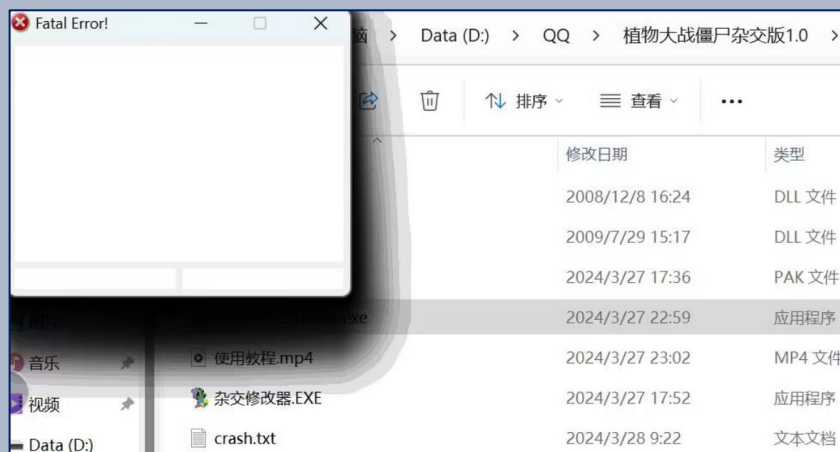 Fatal Error!
> Data (D:) > QQ > 植物大战僵尸杂交版1.0 >
排序
查看
修改日期
类型
2008/12/8 16:24
DLL 文件
2009/7/29 15:17
DLL 文件
2024/3/27 17:36
PAK 文件
exe
2024/3/27 22:59
应用程序
音乐
使用教程.mp4
2024/3/27 23:02
MP4 文件
视频
杂交修改器.EXE
2024/3/27 17:52
应用程序
Data (D:)
crash.txt
2024/3/28 9:22
文本文档